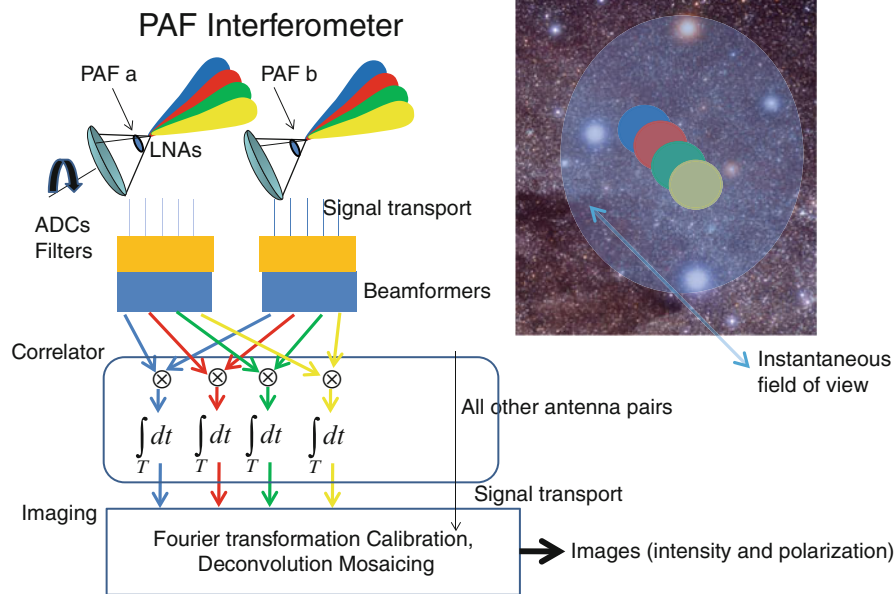 PAF Interferometer
PAF a
PAF b
LNAs
ADCs
Filters
Signal transport
Beamformers
Correlator
Instantaneous
field of view
All other antenna pairs
∫ dt
T
∫ dt
T
∫ dt
T
∫ dt
T
Signal transport
Imaging
Fourier transformation Calibration,
Deconvolution Mosaicing
Images (intensity and polarization)